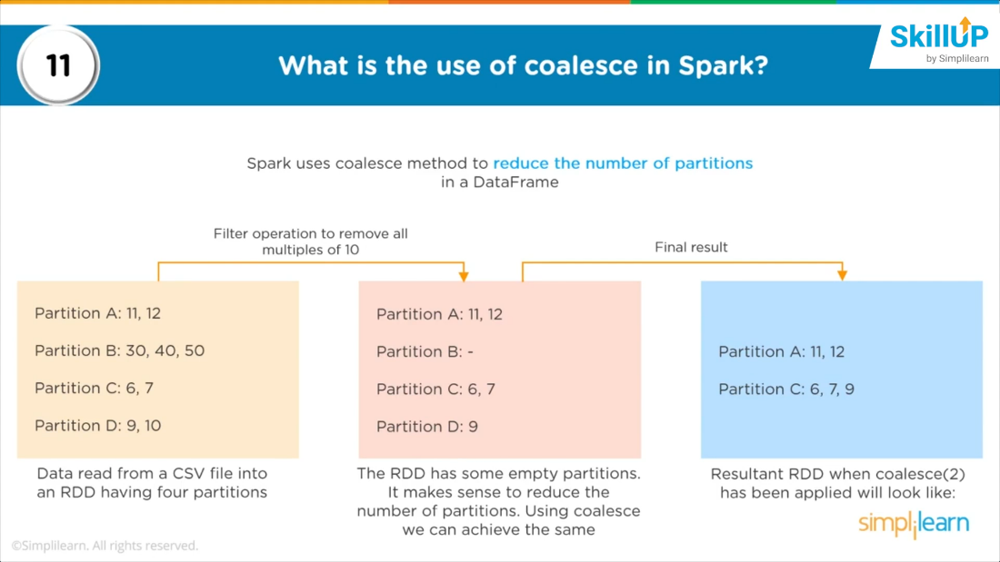 11
What is the use of coalesce in Spark?
SkillUP
by Simplilearn
Spark uses coalesce method to reduce the number of partitions
in a DataFrame
Filter operation to remove all
multiples of 10
Final result
Partition A: 11, 12
Partition B: 30, 40, 50
Partition C: 6, 7
Partition D: 9, 10
Partition A: 11, 12
Partition B: -
Partition C: 6, 7
Partition D: 9
Partition A: 11, 12
Partition C: 6, 7, 9
Data read from a CSV file into
an RDD having four partitions
The RDD has some empty partitions.
It makes sense to reduce the
number of partitions. Using coalesce
we can achieve the same
Resultant RDD when coalesce(2)
has been applied will look like:
simplilearn
©Simplilearn. All rights reserved.